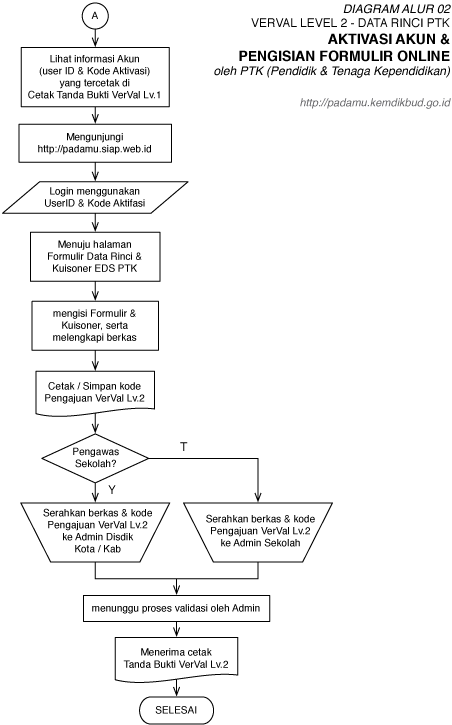 DIAGRAM ALUR 02
VERVAL LEVEL 2 - DATA RINCI PTK
AKTIVASI AKUN &
PENGISIAN FORMULIR ONLINE
oleh PTK (Pendidik & Tenaga Kependidikan)
http://padamu.kemdikbud.go.id
A
Lihat informasi Akun
(user ID & Kode Aktivasi)
yang tercetak di
Cetak Tanda Bukti VerVal Lv.1
Mengunjungi
http://padamu.siap.web.id
Login menggunakan
UserID & Kode Aktifasi
Menuju halaman
Formulir Data Rinci &
Kuisoner EDS PTK
mengisi Formulir &
Kuisoner, serta
melengkapi berkas
Cetak / Simpan kode
Pengajuan VerVal Lv.2
Pengawas
Sekolah?
T
Y
Serahkan berkas & kode
Pengajuan VerVal Lv.2
ke Admin Disdik
Kota / Kab
Serahkan berkas & kode
Pengajuan VerVal Lv.2
ke Admin Sekolah
menunggu proses validasi oleh Admin
Menerima cetak
Tanda Bukti VerVal Lv.2
SELESAI